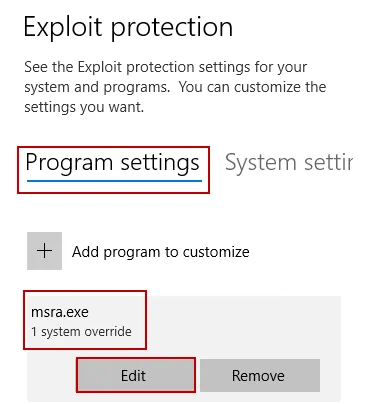 Exploit protection
See the Exploit protection settings for your
system and programs. You can customize the
settings you want.
Program settings System settin
+ Add program to customize
msra.exe
1 system override
Edit Remove